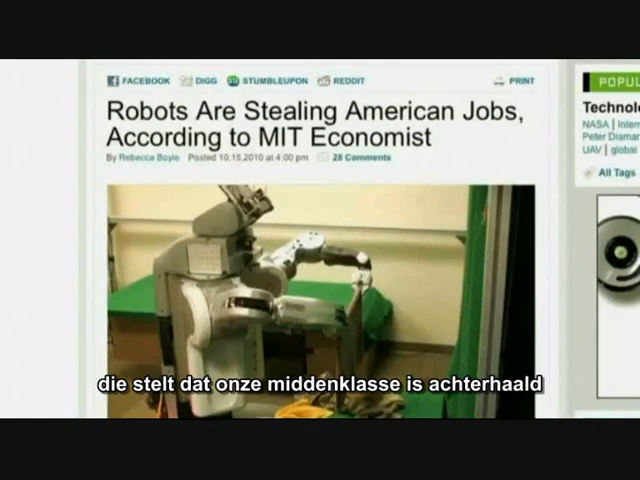 FACEBOOK DIGG STUMBLEUPON REDDIT PRINT
Robots Are Stealing American Jobs,
According to MIT Economist
By Rebecca Boyle Posted 10.15.2010 at 4:00 pm 28 Comments
POPUL
Technol
NASA | Intern
Peter Diaman
UAV | global
All Tags
die stelt dat onze middenklasse is achterhaald